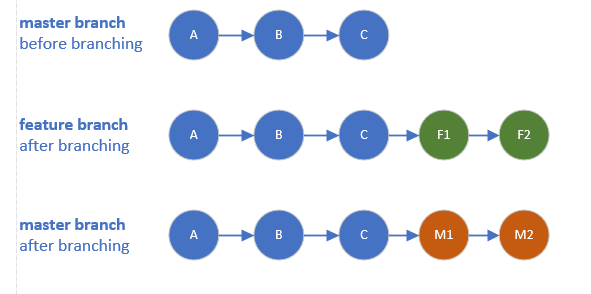 master branch
before branching
A B C
feature branch
after branching
A B C F1 F2
master branch
after branching
A B C M1 M2